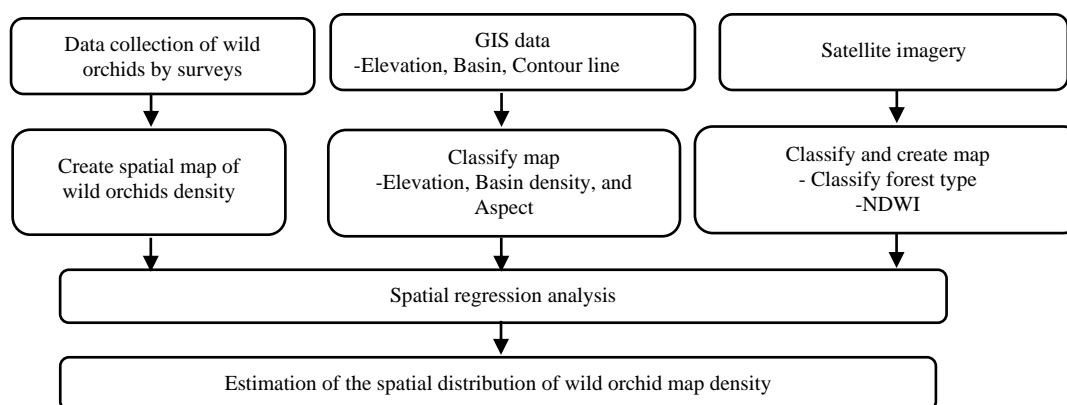 Data collection of wild
orchids by surveys
GIS data
-Elevation, Basin, Contour line
Satellite imagery
Create spatial map of
wild orchids density
Classify map
-Elevation, Basin density, and
Aspect
Classify and create map
- Classify forest type
-NDWI
Spatial regression analysis
Estimation of the spatial distribution of wild orchid map density